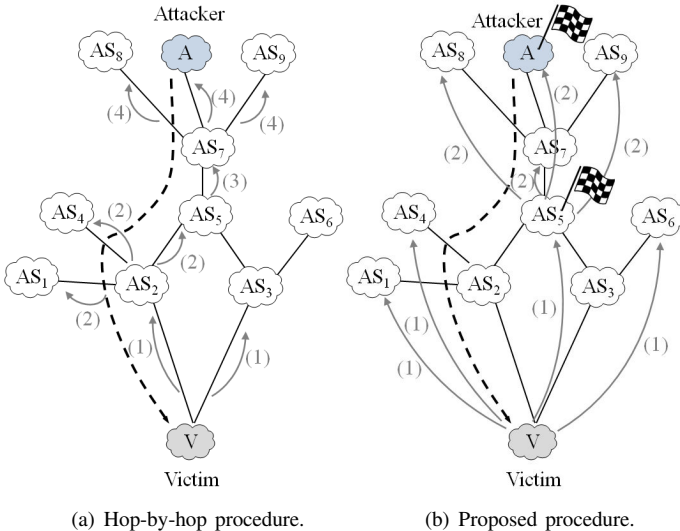 Attacker
AS8
A
AS9
(4)
(4)
(4)
AS7
(3)
AS4
(2)
AS5
AS6
(2)
AS1
AS2
AS3
(2)
(1)
(1)
V
Victim
(a) Hop-by-hop procedure.
Attacker
AS8
A
AS9
(2)
AS7
(2)
(2)
(2)
AS4
AS5
AS6
AS1
AS2
AS3
(1)
(1)
(1)
(1)
V
Victim
(b) Proposed procedure.